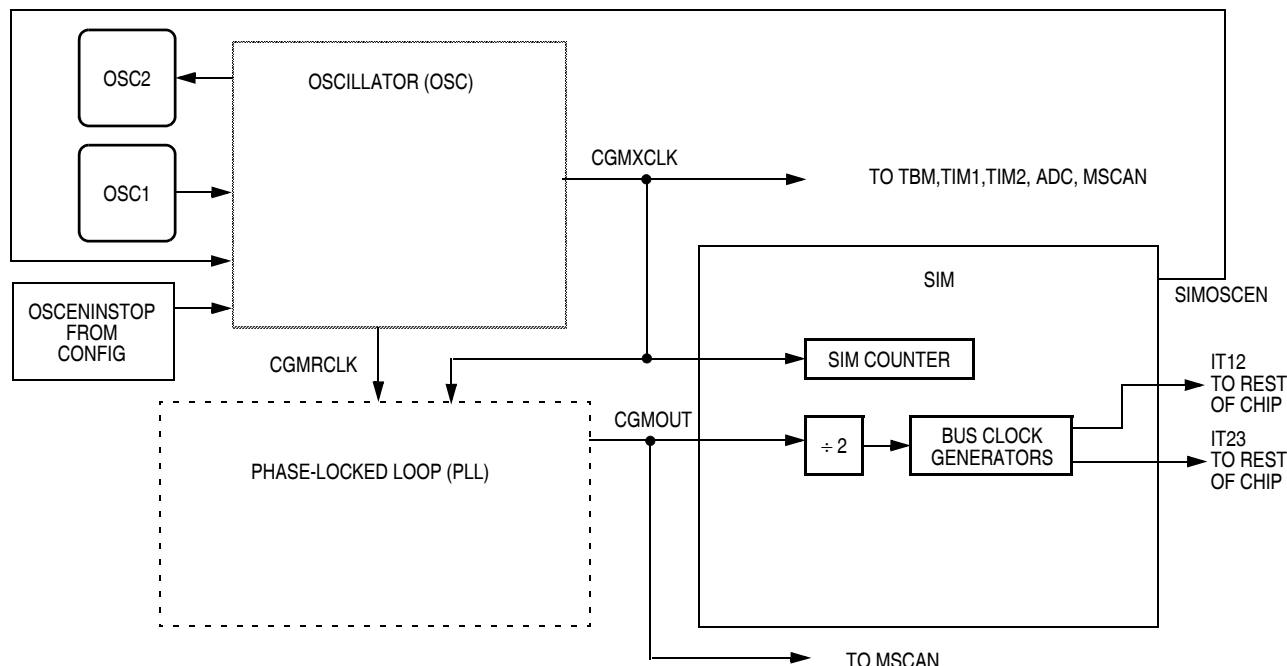 OSC2
OSCILLATOR (OSC)
CGMXCLK
TO TBM,TIM1,TIM2, ADC, MSCAN
OSC1
SIM
SIMOSCEN
OSCENINSTOP
FROM
CONFIG
CGMRCLK
SIM COUNTER
IT12
TO REST
OF CHIP
CGMOUT
÷ 2
BUS CLOCK
GENERATORS
IT23
TO REST
OF CHIP
PHASE-LOCKED LOOP (PLL)
TO MSCAN